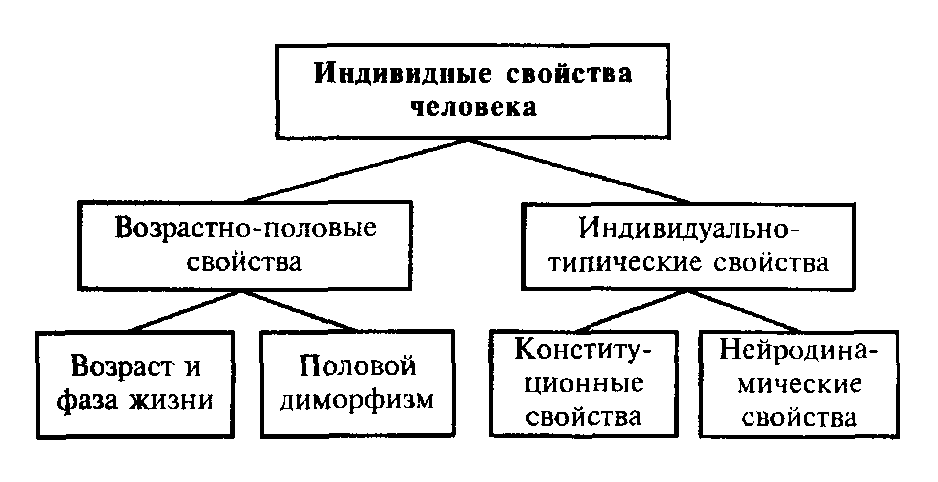 Индивидные свойства
человека
Возрастно-половые
свойства
Индивидуально-
типические свойства
Возраст и
фаза жизни
Половой
диморфизм
Конститу-
ционные
свойства
Нейродина-
мические
свойства